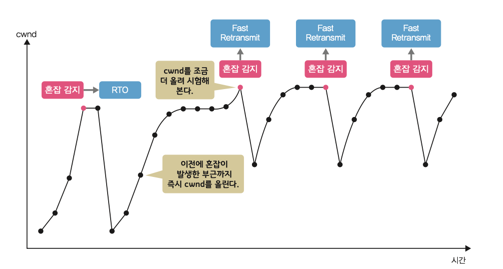 cwnd
혼잡 감지
RTO
cwnd를 조금
더 올려 시험해
본다.
이전에 혼잡이
발생한 부근까지
즉시 cwnd를 올린다.
Fast
Retransmit
혼잡 감지
Fast
Retransmit
혼잡 감지
Fast
Retransmit
혼잡 감지
시간